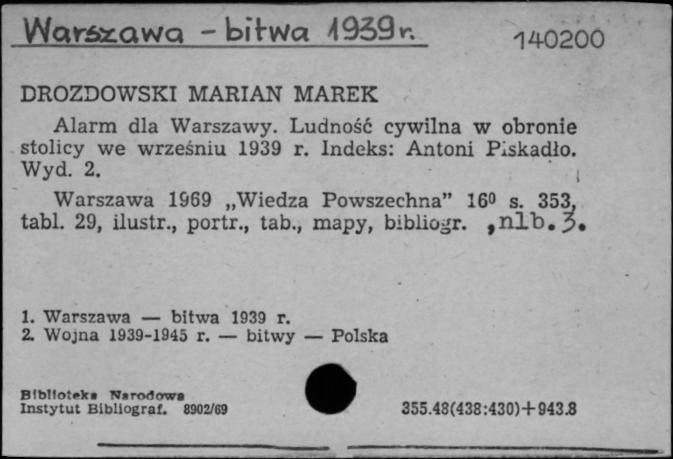 Warszawa - bitwa 1939 r.
140200
DROZDOWSKI MARIAN MAREK
Alarm dla Warszawy. Ludność cywilna w obronie
stolicy we wrześniu 1939 r. Indeks: Antoni Piskadło.
Wyd. 2.
Warszawa 1969 „Wiedza Powszechna” 16⁰ s. 353,
tabl. 29, ilustr., portr., tab., mapy, bibliogr. ,nlb.3.
1. Warszawa — bitwa 1939 r.
2. Wojna 1939-1945 r. — bitwy — Polska
Biblioteka Narodowa
Instytut Bibliograf. 8902/69
355.48(438:430)+943.8